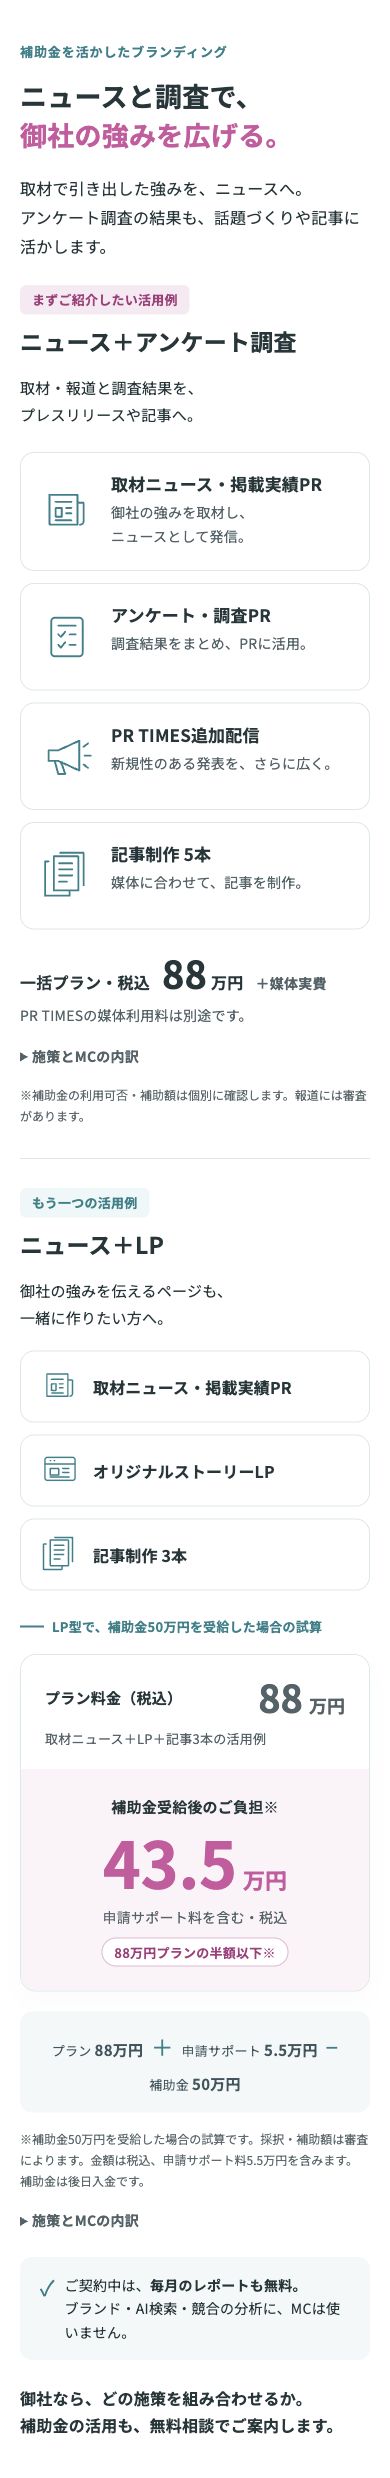 補助金を活かしたブランディング
ニュースと調査で、
御社の強みを広げる。
取材で引き出した強みを、ニュースへ。
アンケート調査の結果も、話題づくりや記事に
活かします。
まずご紹介したい活用例
ニュース＋アンケート調査
取材・報道と調査結果を、
プレスリリースや記事へ。
取材ニュース・掲載実績PR
御社の強みを取材し、
ニュースとして発信。
アンケート・調査PR
調査結果をまとめ、PRに活用。
PR TIMES追加配信
新規性のある発表を、さらに広く。
記事制作 5本
媒体に合わせて、記事を制作。
一括プラン・税込 88万円 ＋媒体実費
PR TIMESの媒体利用料は別途です。
▶施策とMCの内訳
※補助金の利用可否・補助額は個別に確認します。報道には審査
があります。
もう一つの活用例
ニュース＋LP
御社の強みを伝えるページも、
一緒に作りたい方へ。
取材ニュース・掲載実績PR
オリジナルストーリーLP
記事制作 3本
LP型で、補助金50万円を受給した場合の試算
プラン料金（税込） 88 万円
取材ニュース＋LP＋記事3本の活用例
補助金受給後のご負担※
43.5 万円
申請サポート料を含む・税込
88万円プランの半額以下※
プラン 88万円 ＋ 申請サポート 5.5万円 −
補助金 50万円
※補助金50万円を受給した場合の試算です。採択・補助額は審査
によります。金額は税込、申請サポート料5.5万円を含みます。
補助金は後日入金です。
▶施策とMCの内訳
✓ ご契約中は、毎月のレポートも無料。
ブランド・AI検索・競合の分析に、MCは使
いません。
御社なら、どの施策を組み合わせるか。
補助金の活用も、無料相談でご案内します。